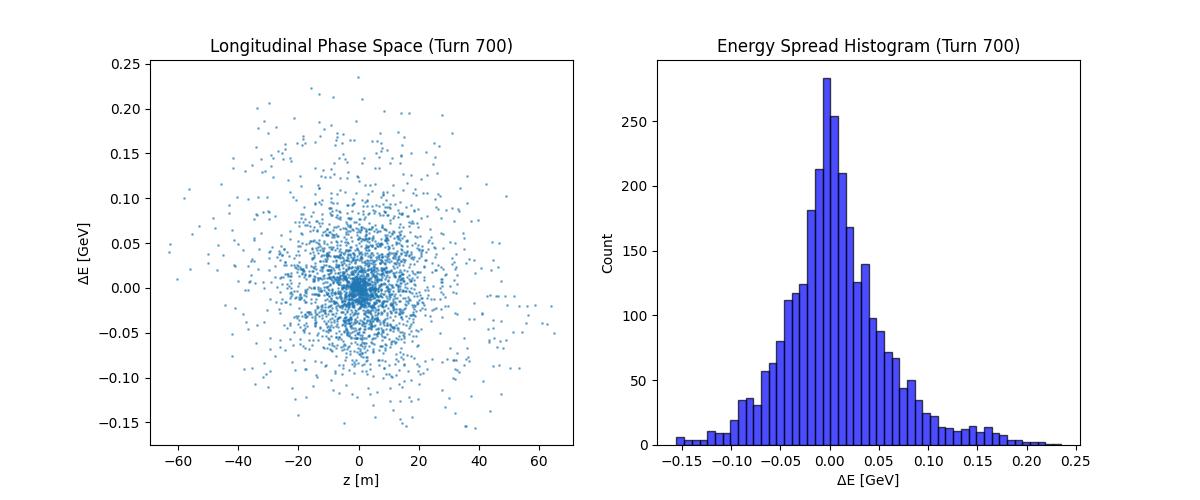 Longitudinal Phase Space (Turn 700)
0.25
0.20
0.15
0.10
0.05
0.00
−0.05
−0.10
−0.15
ΔE [GeV]
−60 −40 −20 0 20 40 60
z [m]
Energy Spread Histogram (Turn 700)
250
200
150
100
50
0
Count
−0.15 −0.10 −0.05 0.00 0.05 0.10 0.15 0.20 0.25
ΔE [GeV]